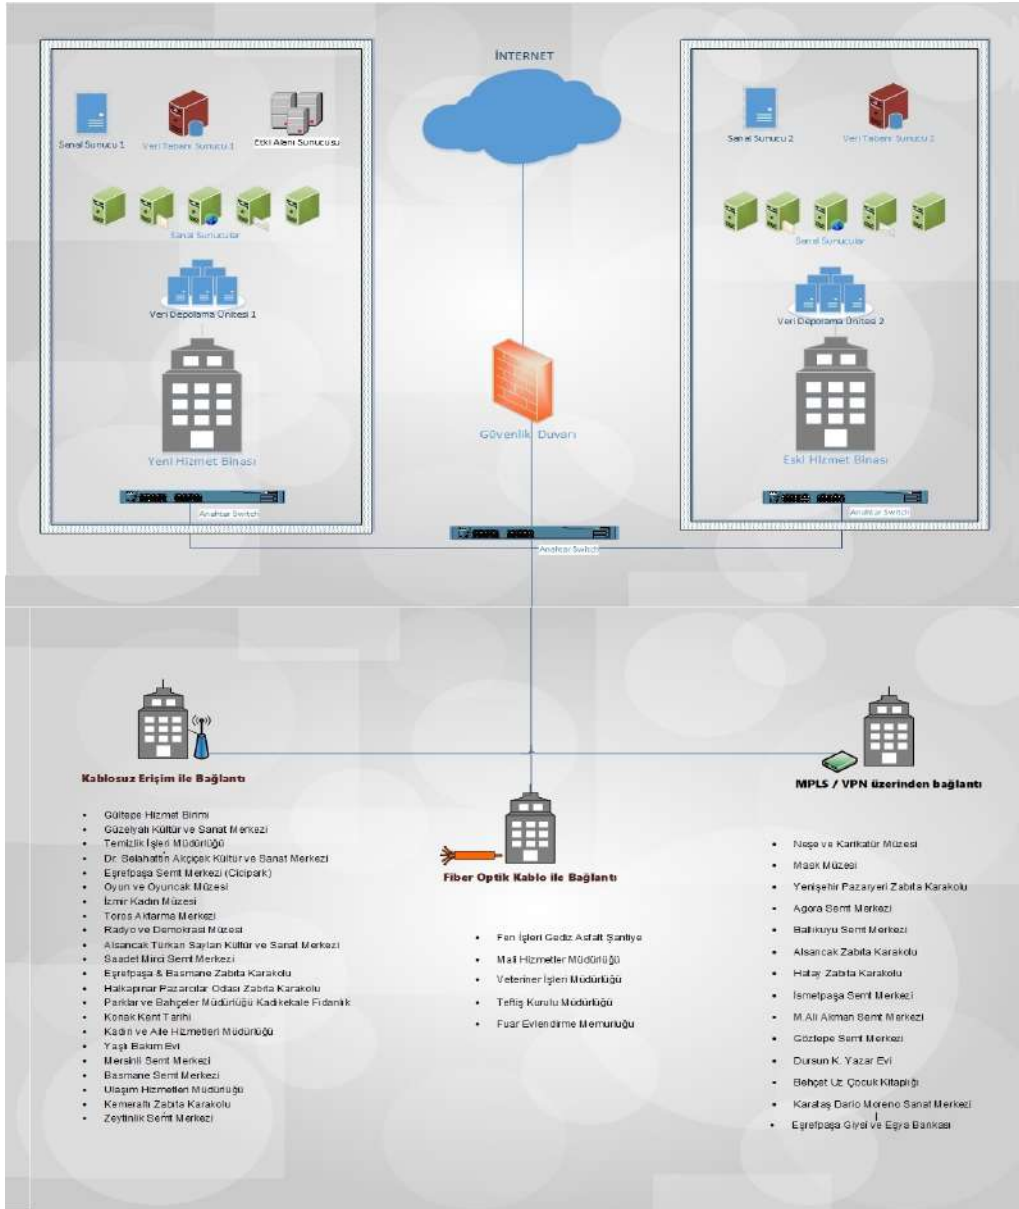 İNTERNET
Sanal Sunucu 1
Veri Tabanı Sunucu 1
Etki Alanı Sunucusu
Sanal Sunucular
Veri Depolama Ünitesi 1
Yeni Hizmet Binası
Anahtar Switch
Güvenlik Duvarı
Anahtar Switch
Sanal Sunucu 2
Veri Tabanı Sunucu 2
Sanal Sunucular
Veri Depolama Ünitesi 2
Eski Hizmet Binası
Anahtar Switch
Kablosuz Erişim ile Bağlantı
• Gültepe Hizmet Birimi
• Güzelyalı Kültür ve Sanat Merkezi
• Temizlik İşleri Müdürlüğü
• Dr. Selahattin Akçiçek Kültür ve Sanat Merkezi
• Eşrefpaşa Semt Merkezi (Cicipark)
• Oyun ve Oyuncak Müzesi
• İzmir Kadın Müzesi
• Toros Aktarma Merkezi
• Radyo ve Demokrasi Müzesi
• Alsancak Türkan Saylan Kültür ve Sanat Merkezi
• Saadet Mirci Semt Merkezi
• Eşrefpaşa & Basmane Zabıta Karakolu
• Halkapınar Pazarcılar Odası Zabıta Karakolu
• Parklar ve Bahçeler Müdürlüğü Kadifekale Fidanlık
• Konak Kent Tarihi
• Kadın ve Aile Hizmetleri Müdürlüğü
• Yaşlı Bakım Evi
• Mersinli Semt Merkezi
• Basmane Semt Merkezi
• Ulaşım Hizmetleri Müdürlüğü
• Kemeraltı Zabıta Karakolu
• Zeytinlik Semt Merkezi
Fiber Optik Kablo ile Bağlantı
• Fen İşleri Gediz Asfalt Şantiye
• Mali Hizmetler Müdürlüğü
• Veteriner İşleri Müdürlüğü
• Teftiş Kurulu Müdürlüğü
• Fuar Evlendirme Memurluğu
MPLS / VPN üzerinden bağlantı
• Neşe ve Karikatür Müzesi
• Mask Müzesi
• Yenişehir Pazaryeri Zabıta Karakolu
• Agora Semt Merkezi
• Ballıkuyu Semt Merkezi
• Alsancak Zabıta Karakolu
• Hatay Zabıta Karakolu
• İsmetpaşa Semt Merkezi
• M.Ali Akman Semt Merkezi
• Göztepe Semt Merkezi
• Dursun K. Yazar Evi
• Behçet Uz Çocuk Kitaplığı
• Karataş Dario Moreno Sanat Merkezi
• Eşrefpaşa Giysi ve Eşya Bankası